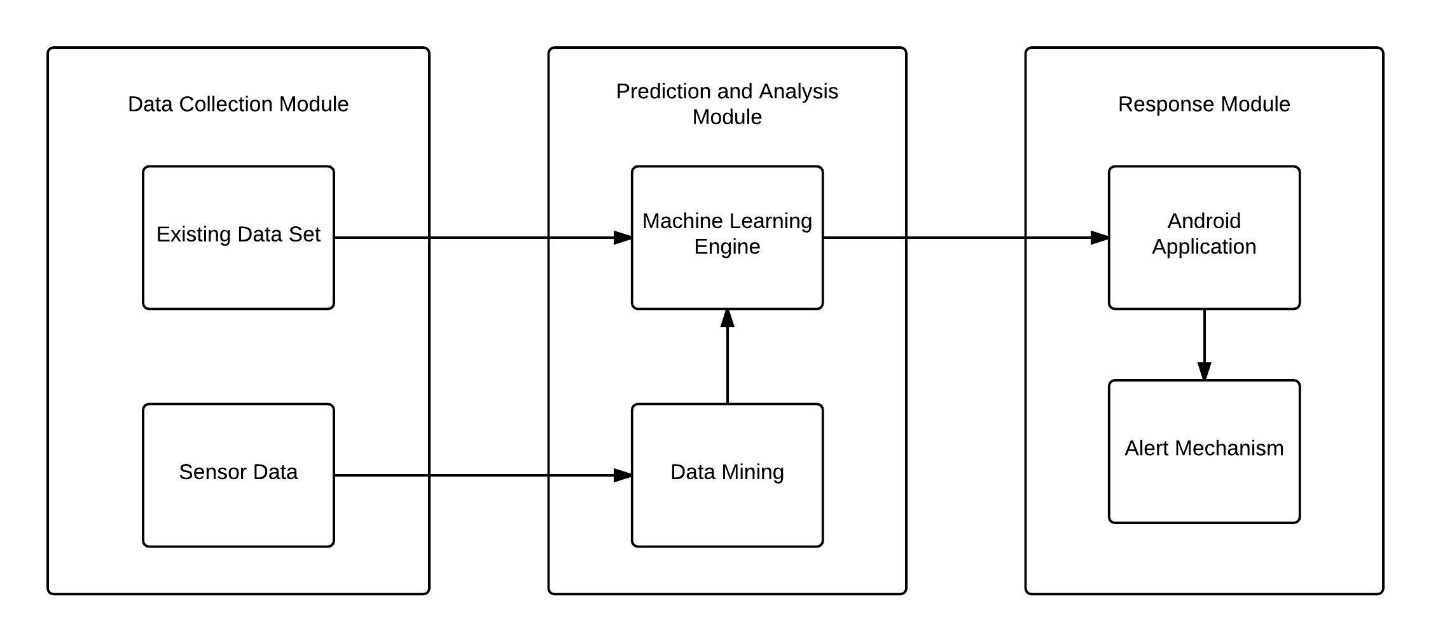 Data Collection Module
Existing Data Set
Sensor Data
Prediction and Analysis
Module
Machine Learning
Engine
Data Mining
Response Module
Android
Application
Alert Mechanism